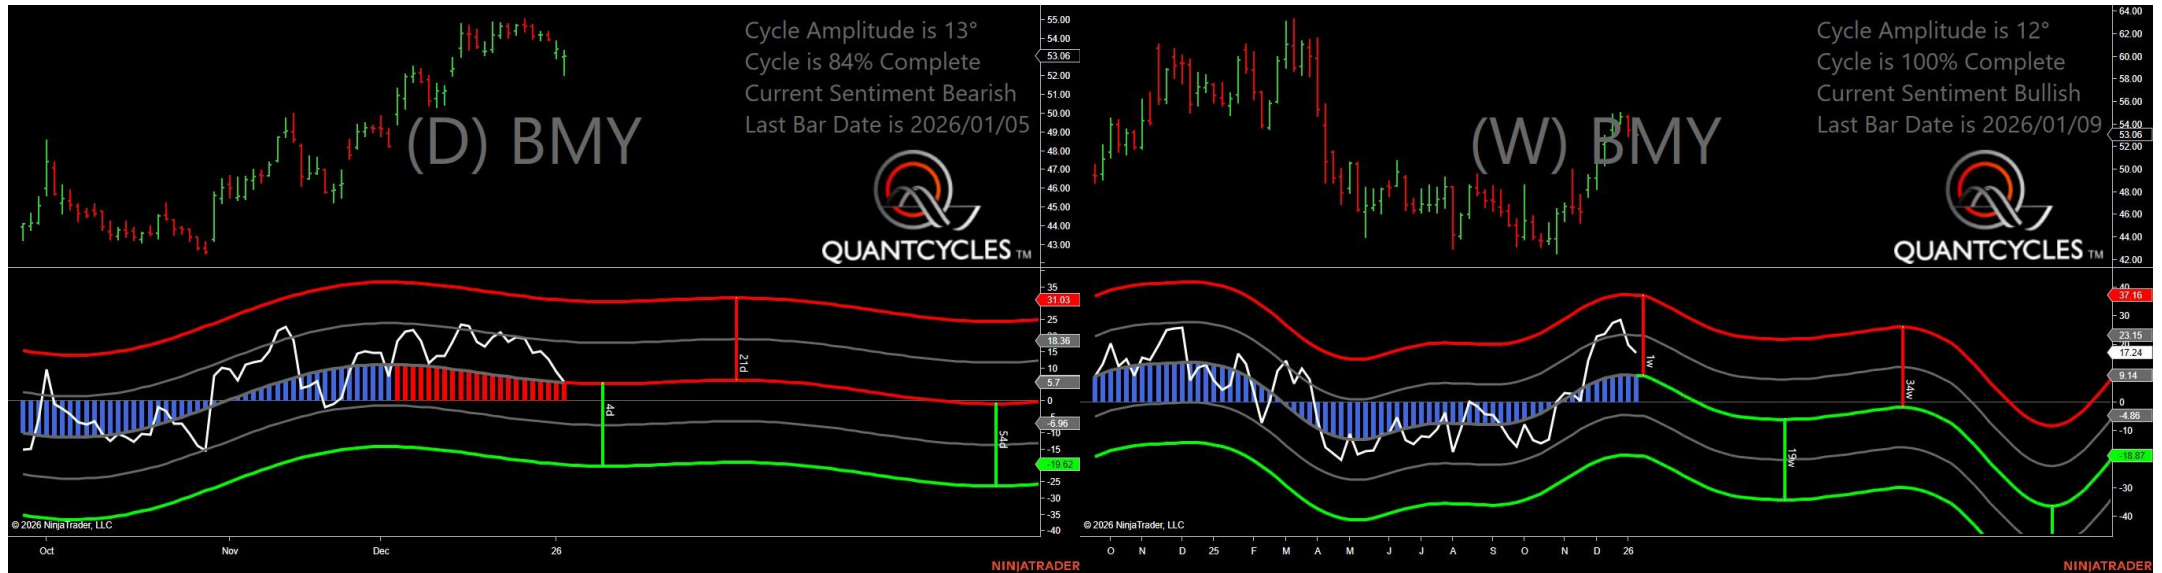 Cycle Amplitude is 13°
Cycle is 84% Complete
Current Sentiment Bearish
Last Bar Date is 2026/01/05
(D) BMY
QUANTCYCLES TM
55.00
54.00
53.06
52.00
51.00
50.00
49.00
48.00
47.00
46.00
45.00
44.00
43.00
35
31.03
25
18.36
15
10
5.7
0
-6.96
-10
-15
-19.62
-25
-30
-35
-40
21d
4d
54d
© 2026 NinjaTrader, LLC
Oct Nov Dec 26
NINJATRADER
Cycle Amplitude is 12°
Cycle is 100% Complete
Current Sentiment Bullish
Last Bar Date is 2026/01/09
(W) BMY
QUANTCYCLES TM
64.00
62.00
60.00
58.00
56.00
54.00
53.06
52.00
50.00
48.00
46.00
44.00
42.00
40
37.16
30
23.15
17.24
9.14
0
-4.86
-10
-18.87
-30
-40
1w
34w
19w
© 2026 NinjaTrader, LLC
O N D 25 F M A M J J A S O N D 26
NINJATRADER